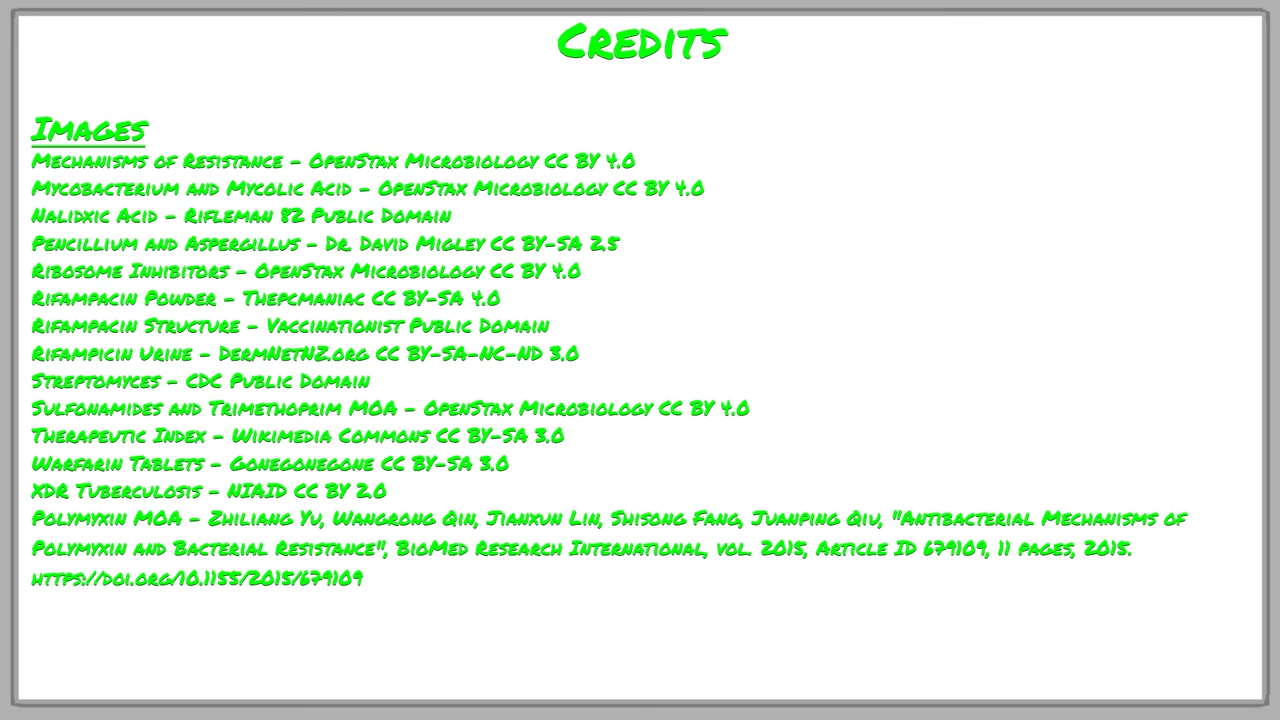 Credits
Images
Mechanisms of Resistance – OpenStax Microbiology CC BY 4.0
Mycobacterium and Mycolic Acid – OpenStax Microbiology CC BY 4.0
Nalidxic Acid – Rifleman 82 Public Domain
Pencillium and Aspergillus – Dr. David Migley CC BY-SA 2.5
Ribosome Inhibitors – OpenStax Microbiology CC BY 4.0
Rifampacin Powder – Thepcmaniac CC BY-SA 4.0
Rifampacin Structure – Vaccinationist Public Domain
Rifampicin Urine – DermNetNZ.org CC BY-SA-NC-ND 3.0
Streptomyces – CDC Public Domain
Sulfonamides and Trimethoprim MOA – OpenStax Microbiology CC BY 4.0
Therapeutic Index – Wikimedia Commons CC BY-SA 3.0
Warfarin Tablets – Gonegonegone CC BY-SA 3.0
XDR Tuberculosis – NIAID CC BY 2.0
Polymyxin MOA – Zhiliang Yu, Wangrong Qin, Jianxun Lin, Shisong Fang, Juanping Qiu, "Antibacterial Mechanisms of
Polymyxin and Bacterial Resistance", BioMed Research International, vol. 2015, Article ID 679109, 11 pages, 2015.
https://doi.org/10.1155/2015/679109